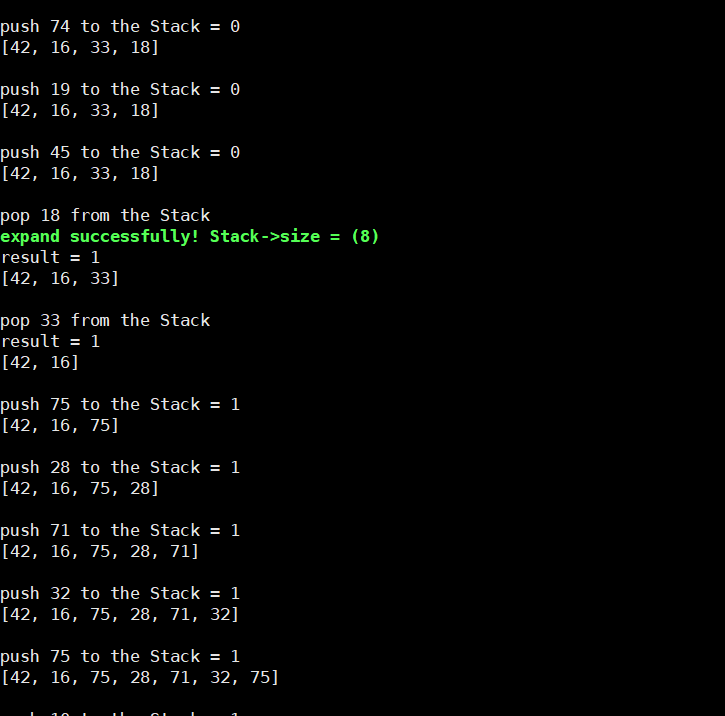 push 74 to the Stack = 0
[42, 16, 33, 18]
push 19 to the Stack = 0
[42, 16, 33, 18]
push 45 to the Stack = 0
[42, 16, 33, 18]
pop 18 from the Stack
expand successfully! Stack->size = (8)
result = 1
[42, 16, 33]
pop 33 from the Stack
result = 1
[42, 16]
push 75 to the Stack = 1
[42, 16, 75]
push 28 to the Stack = 1
[42, 16, 75, 28]
push 71 to the Stack = 1
[42, 16, 75, 28, 71]
push 32 to the Stack = 1
[42, 16, 75, 28, 71, 32]
push 75 to the Stack = 1
[42, 16, 75, 28, 71, 32, 75]